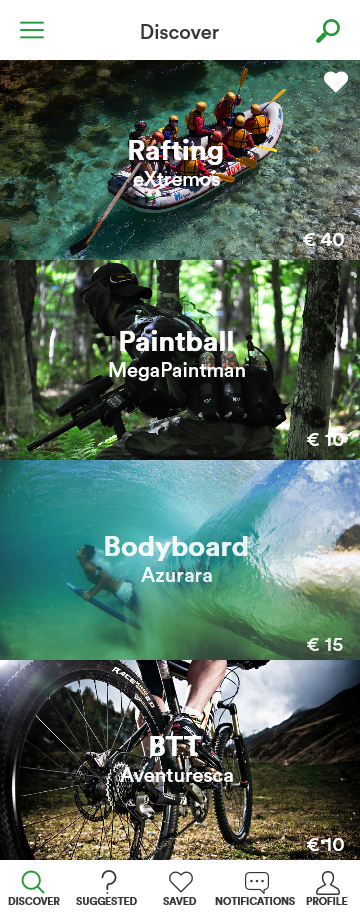 Discover
Rafting
eXtremos
€ 40
Paintball
MegaPaintman
€ 10
Bodyboard
Azurara
€ 15
BTT
Aventuresca
€ 10
DISCOVER SUGGESTED SAVED NOTIFICATIONS PROFILE